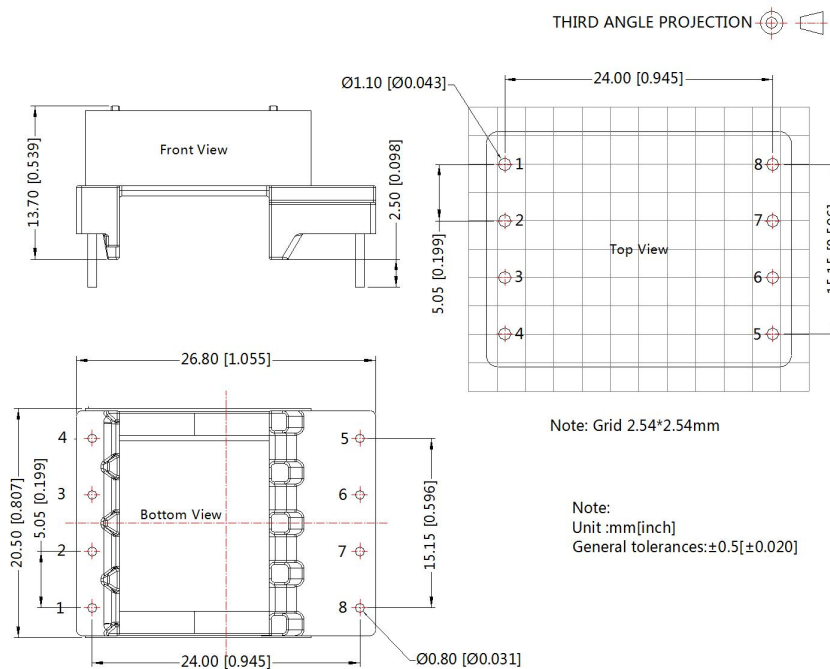 THIRD ANGLE PROJECTION
Ø1.10 [Ø0.043]
24.00 [0.945]
Front View
13.70 [0.539]
2.50 [0.098]
1
8
2
7
Top View
3
6
4
5
5.05 [0.199]
26.80 [1.055]
Note: Grid 2.54*2.54mm
4
5
3
6
Bottom View
2
7
1
8
20.50 [0.807]
5.05 [0.199]
15.15 [0.596]
24.00 [0.945]
Ø0.80 [Ø0.031]
Note:
Unit :mm[inch]
General tolerances:±0.5[±0.020]